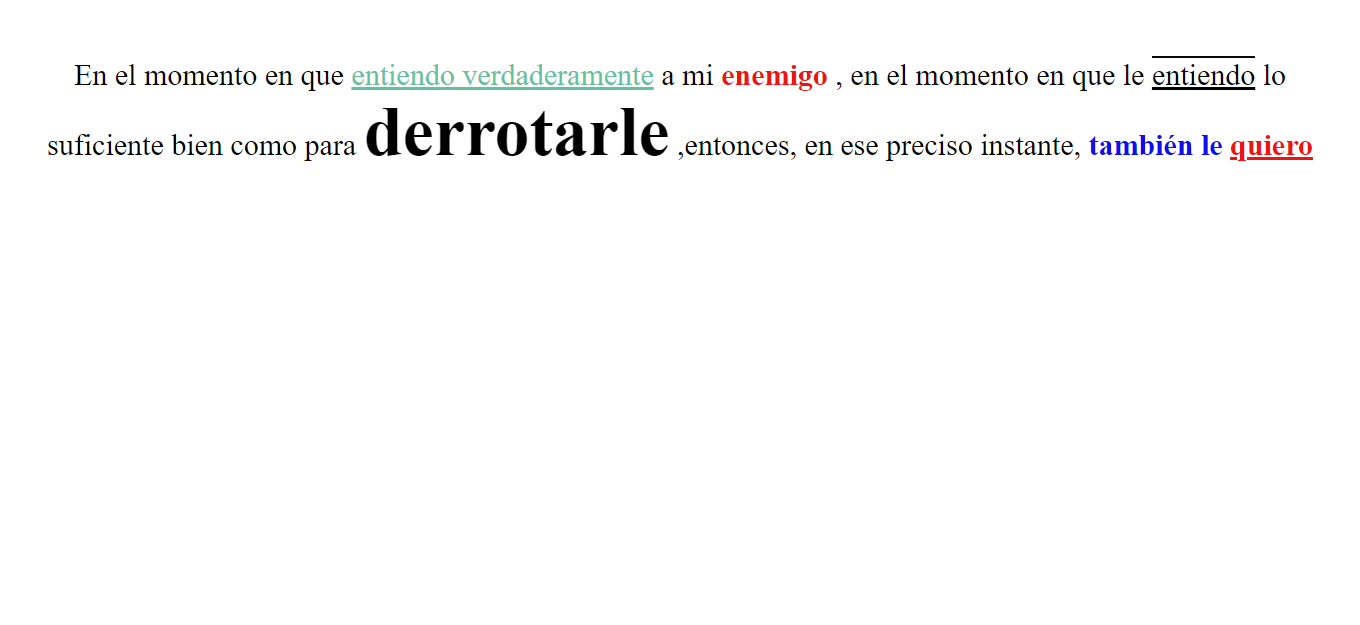 En el momento en que entiendo verdaderamente a mi enemigo , en el momento en que le entiendo lo
suficiente bien como para derrotarle ,entonces, en ese preciso instante, también le quiero